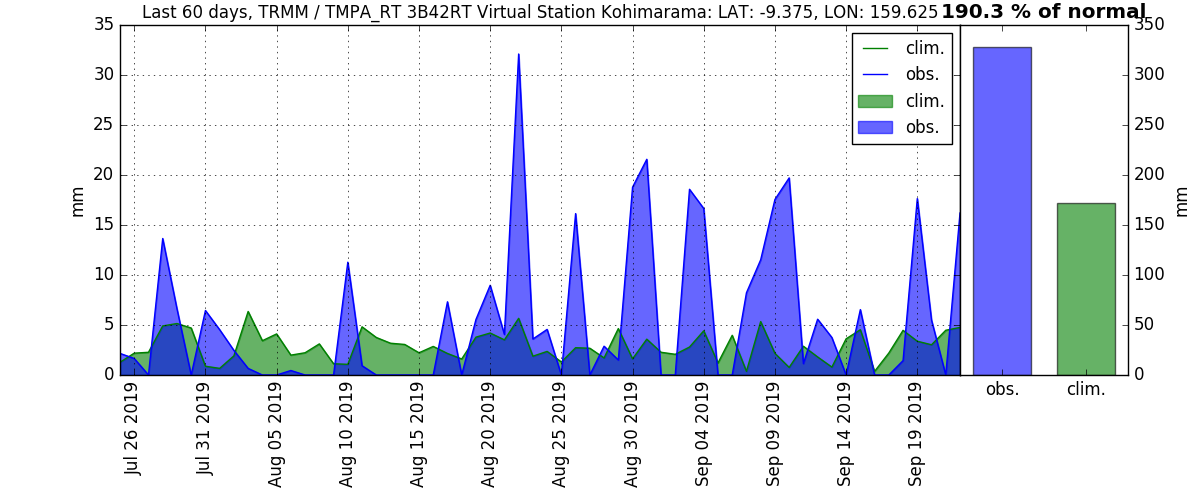 Last 60 days, TRMM / TMPA_RT 3B42RT Virtual Station Kohimarama: LAT: -9.375, LON: 159.625
190.3 % of normal
35
30
25
20
15
10
5
0
mm
clim.
obs.
clim.
obs.
350
300
250
200
150
100
50
0
mm
obs.
clim.
Jul 26 2019
Jul 31 2019
Aug 05 2019
Aug 10 2019
Aug 15 2019
Aug 20 2019
Aug 25 2019
Aug 30 2019
Sep 04 2019
Sep 09 2019
Sep 14 2019
Sep 19 2019